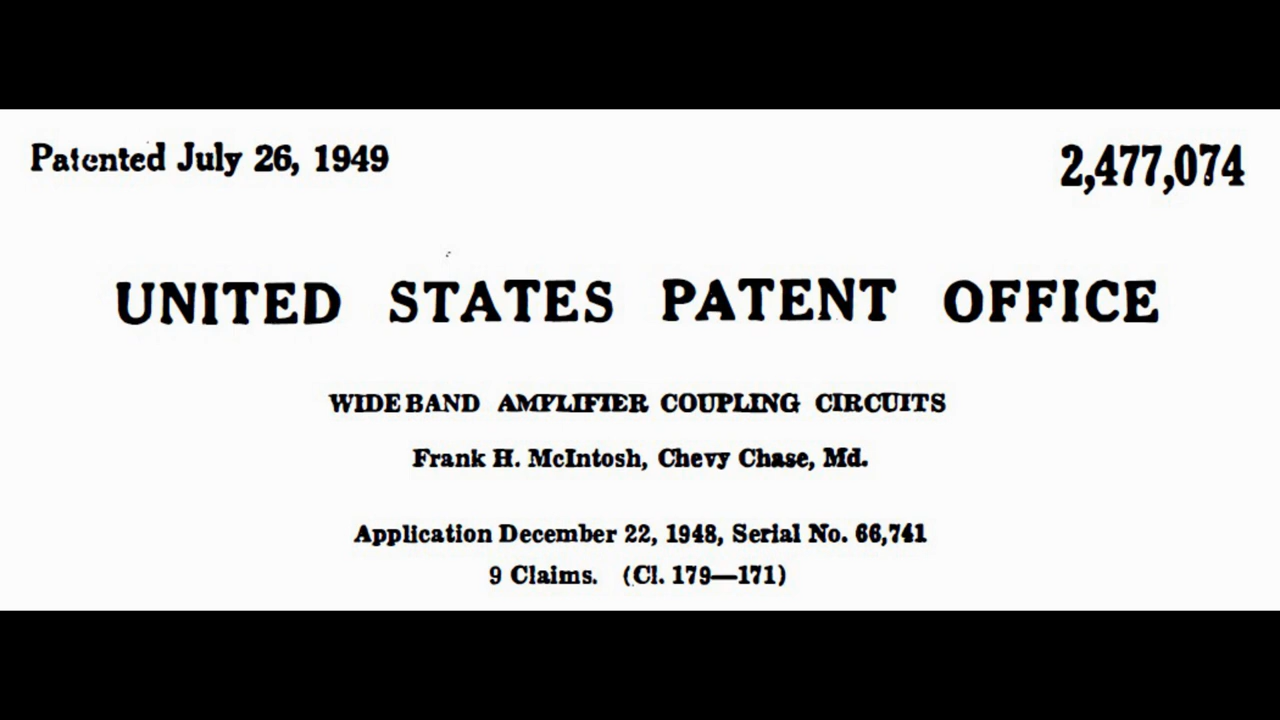 Patented July 26, 1949
2,477,074
UNITED STATES PATENT OFFICE
WIDE BAND AMPLIFIER COUPLING CIRCUITS
Frank H. McIntosh, Chevy Chase, Md.
Application December 22, 1948, Serial No. 66,741
9 Claims. (Cl. 179—171)